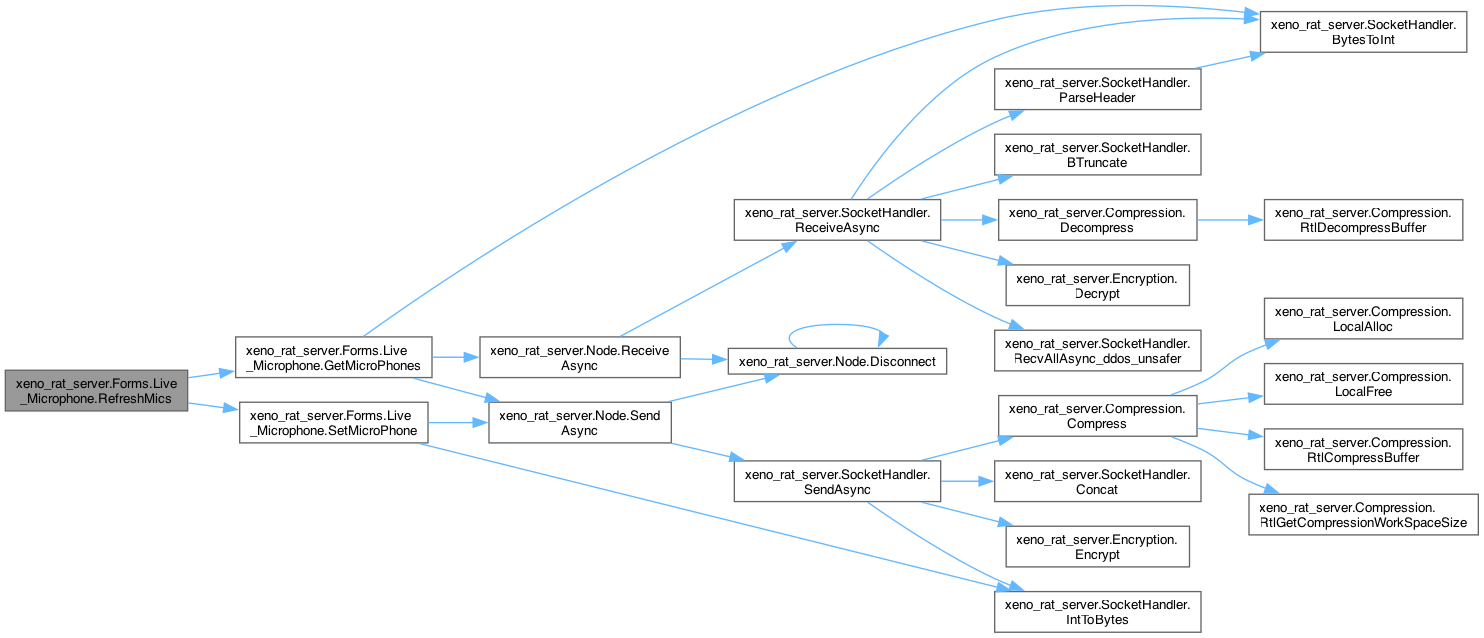 xeno_rat_server.SocketHandler.
BytesToInt
xeno_rat_server.SocketHandler.
ParseHeader
xeno_rat_server.SocketHandler.
BTruncate
xeno_rat_server.SocketHandler.
ReceiveAsync
xeno_rat_server.Compression.
Decompress
xeno_rat_server.Compression.
RtlDecompressBuffer
xeno_rat_server.Encryption.
Decrypt
xeno_rat_server.Compression.
LocalAlloc
xeno_rat_server.SocketHandler.
RecvAllAsync_ddos_unsafer
xeno_rat_server.Forms.Live
_Microphone.GetMicroPhones
xeno_rat_server.Node.Receive
Async
xeno_rat_server.Node.Disconnect
xeno_rat_server.Forms.Live
_Microphone.RefreshMics
xeno_rat_server.Compression.
LocalFree
xeno_rat_server.Forms.Live
_Microphone.SetMicroPhone
xeno_rat_server.Node.Send
Async
xeno_rat_server.Compression.
Compress
xeno_rat_server.Compression.
RtlCompressBuffer
xeno_rat_server.SocketHandler.
SendAsync
xeno_rat_server.SocketHandler.
Concat
xeno_rat_server.Compression.
RtlGetCompressionWorkSpaceSize
xeno_rat_server.Encryption.
Encrypt
xeno_rat_server.SocketHandler.
IntToBytes